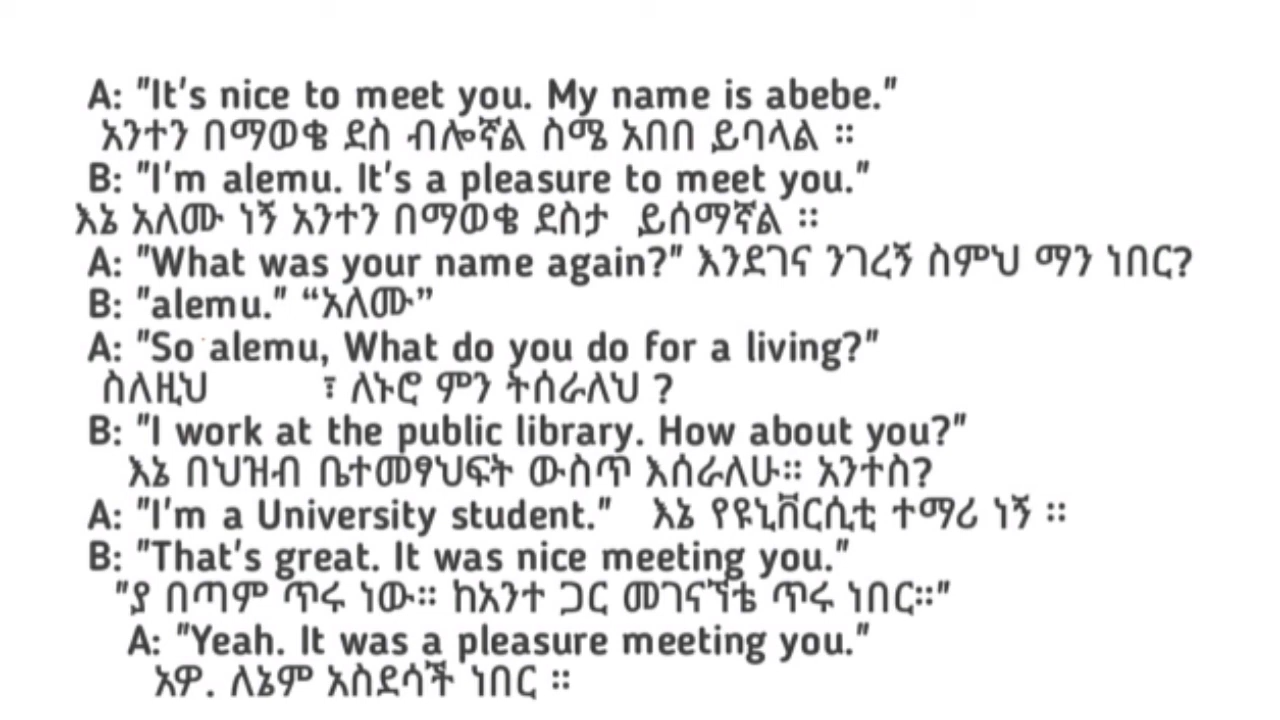 A: "It's nice to meet you. My name is abebe."
አንተን በማወቄ ደስ ብሎኛል ስሜ አበበ ይባላል ።
B: "I'm alemu. It's a pleasure to meet you."
እኔ አለሙ ነኝ አንተን በማወቄ ደስታ ይሰማኛል ።
A: "What was your name again?" እንደገና ንገረኝ ስምህ ማን ነበር?
B: "alemu." “አለሙ”
A: "So alemu, What do you do for a living?"
ስለዚህ ፣ ለኑሮ ምን ትሰራለህ ?
B: "I work at the public library. How about you?"
እኔ በህዝብ ቤተመፃህፍት ውስጥ እሰራለሁ። አንተስ?
A: "I'm a University student." እኔ የዩኒቨርሲቲ ተማሪ ነኝ ።
B: "That's great. It was nice meeting you."
"ያ በጣም ጥሩ ነው። ከአንተ ጋር መገናኘቴ ጥሩ ነበር።"
A: "Yeah. It was a pleasure meeting you."
አዎ. ለኔም አስደሳች ነበር ።